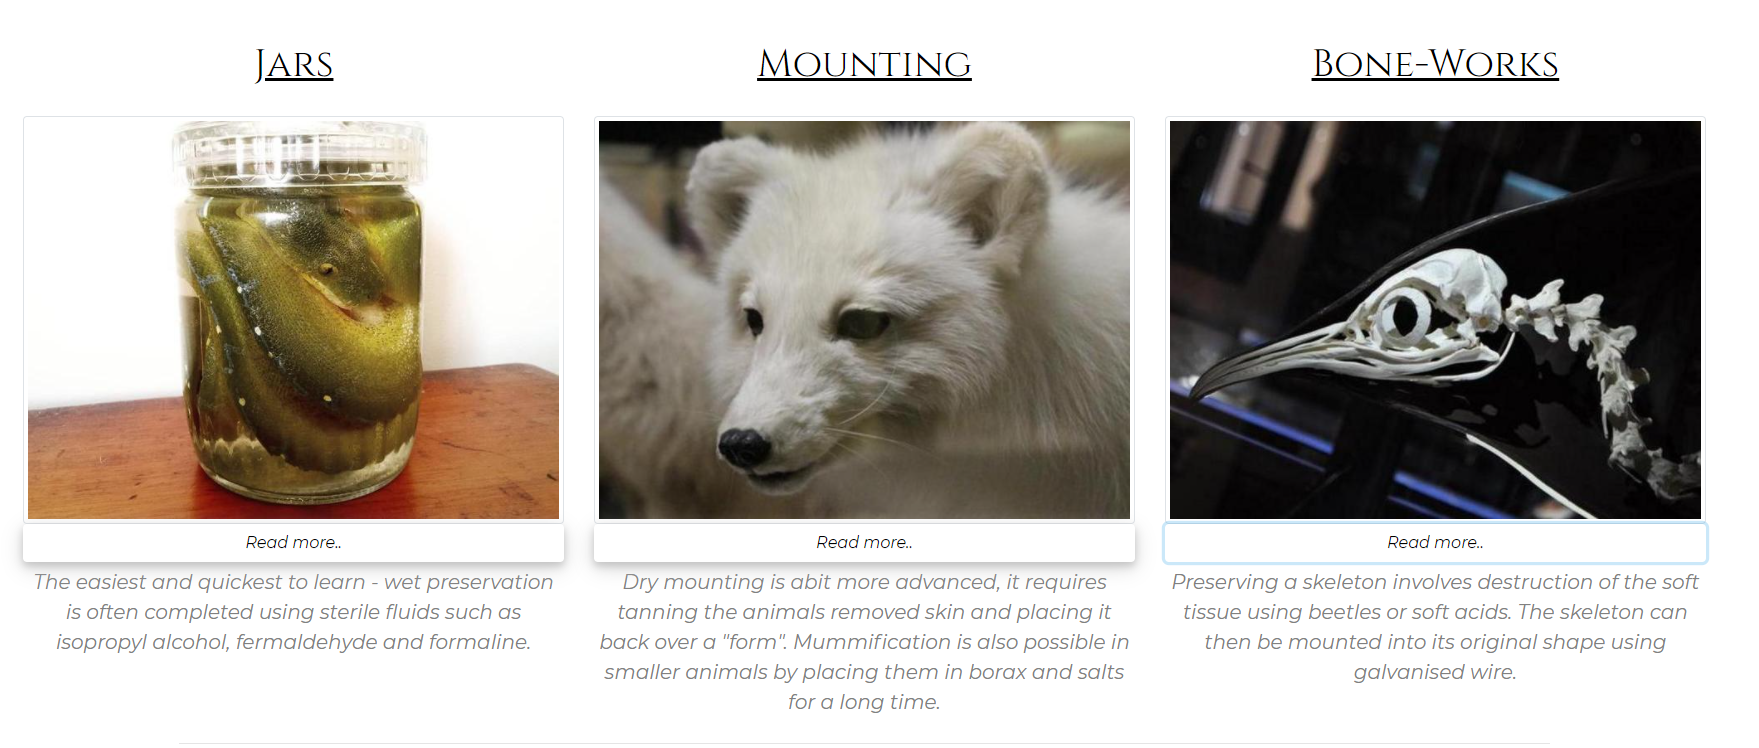 Jars
Mounting
Bone-Works
Read more..
Read more..
Read more..
The easiest and quickest to learn - wet preservation
is often completed using sterile fluids such as
isopropyl alcohol, fermaldehyde and formaline.
Dry mounting is abit more advanced, it requires
tanning the animals removed skin and placing it
back over a "form". Mummification is also possible in
smaller animals by placing them in borax and salts
for a long time.
Preserving a skeleton involves destruction of the soft
tissue using beetles or soft acids. The skeleton can
then be mounted into its original shape using
galvanised wire.